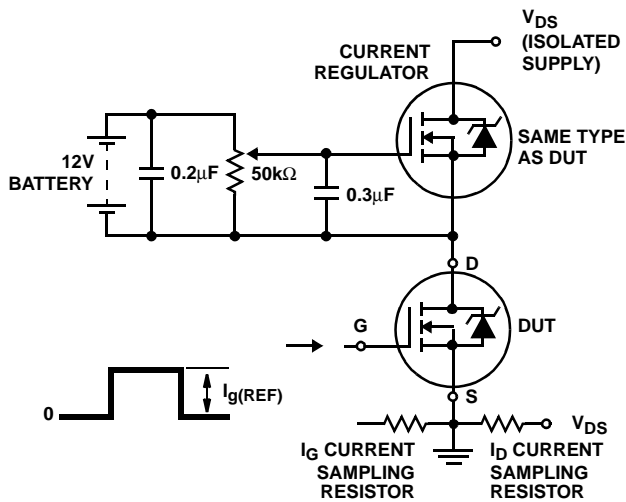 V_DS
(ISOLATED
SUPPLY)
CURRENT
REGULATOR
SAME TYPE
AS DUT
12V
BATTERY
0.2μF
50kΩ
0.3μF
D
DUT
G
I_g(REF)
0
S
V_DS
I_G CURRENT
SAMPLING
RESISTOR
I_D CURRENT
SAMPLING
RESISTOR